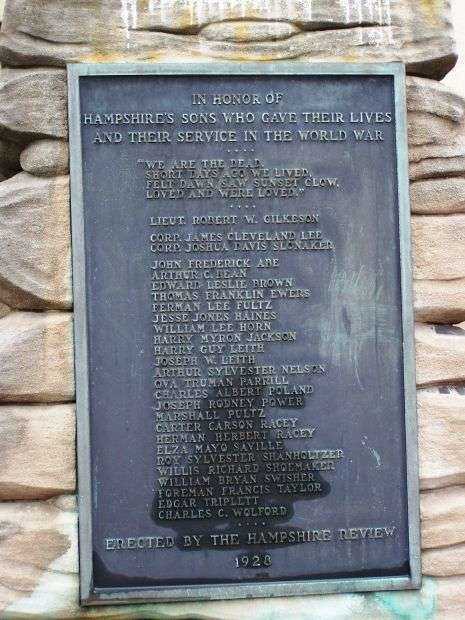 IN HONOR OF
HAMPSHIRE'S SONS WHO GAVE THEIR LIVES
AND THEIR SERVICE IN THE WORLD WAR
....
"WE ARE THE DEAD,
SHORT DAYS AGO WE LIVED,
FELT DAWN SAW SUNSET GLOW,
LOVED AND WERE LOVED."
....
LIEUT. ROBERT W. GILKESON
CORP. JAMES CLEVELAND LEE
CORP. JOSHUA DAVIS SLONAKER
JOHN FREDERICK ABE
ARTHUR C. BEAN
EDWARD LESLIE BROWN
THOMAS FRANKLIN EWERS
FERMAN LEE FULTZ
JESSE JONES HAINES
WILLIAM LEE HORN
HARRY MYRON JACKSON
HARRY GUY LEITH
JOSEPH W. LEITH
ARTHUR SYLVESTER NELSON
OVA TRUMAN PARRILL
CHARLES ALBERT POLAND
JOSEPH RODNEY POWER
MARSHALL PULTZ
CARTER CARSON RACEY
HERMAN HERBERT RACEY
ELZA MAYO SAVILLE
ROY SYLVESTER SHANHOLTZER
WILLIS RICHARD SHOEMAKER
WILLIAM BRYAN SWISHER
FOREMAN FRANCIS TAYLOR
EDGAR TRIPLETT
CHARLES C. WOLFORD
....
ERECTED BY THE HAMPSHIRE REVIEW
1928